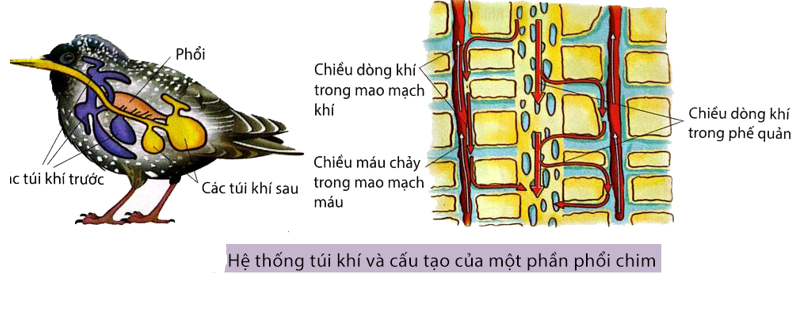 Phổi
túi khí trước
Các túi khí sau
Chiều dòng khí
trong mao mạch
khí
Chiều máu chảy
trong mao mạch
máu
Chiều dòng khí
trong phế quản
Hệ thống túi khí và cấu tạo của một phần phổi chim